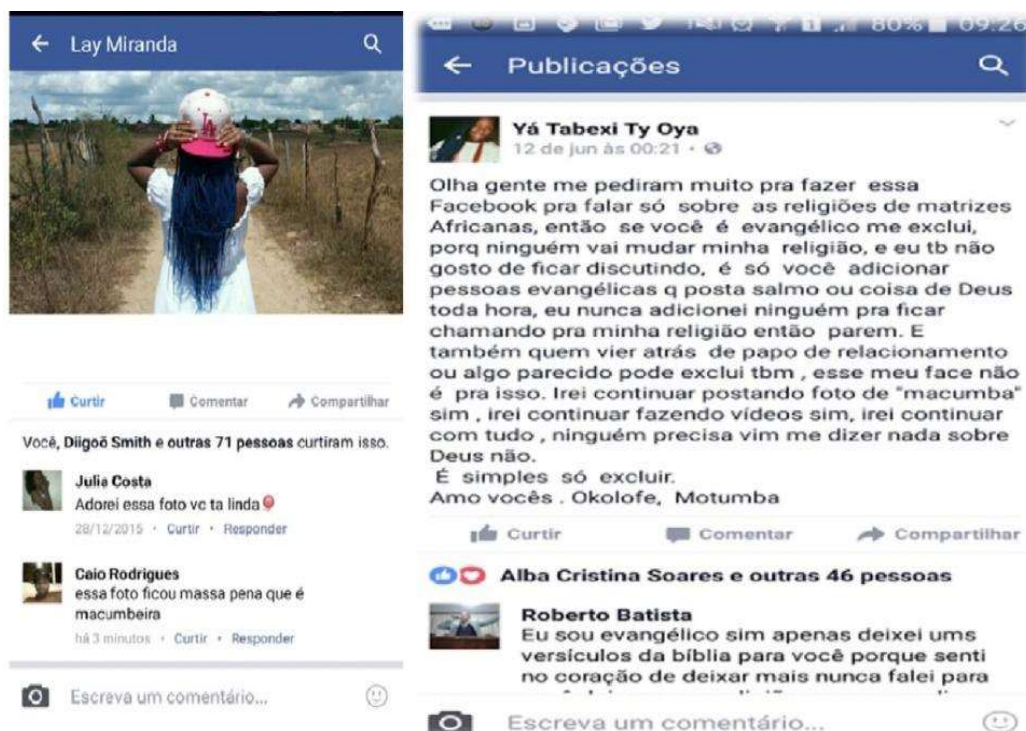 Lay Miranda
LA
Curtir Comentar Compartilhar
Você, Diigoõ Smith e outras 71 pessoas curtiram isso.
Julia Costa
Adorei essa foto vc ta linda
28/12/2015 · Curtir · Responder
Caio Rodrigues
essa foto ficou massa pena que é
macumbeira
há 3 minutos · Curtir · Responder
Escreva um comentário...
80% 09:26
Publicações
Yá Tabexi Ty Oya
12 de jun às 00:21 ·
Olha gente me pediram muito pra fazer essa
Facebook pra falar só sobre as religiões de matrizes
Africanas, então se você é evangélico me exclui,
porq ninguém vai mudar minha religião, e eu tb não
gosto de ficar discutindo, é só você adicionar
pessoas evangélicas q posta salmo ou coisa de Deus
toda hora, eu nunca adicionei ninguém pra ficar
chamando pra minha religião então parem. E
também quem vier atrás de papo de relacionamento
ou algo parecido pode exclui tbm , esse meu face não
é pra isso. Irei continuar postando foto de "macumba"
sim , irei continuar fazendo vídeos sim, irei continuar
com tudo , ninguém precisa vim me dizer nada sobre
Deus não.
É simples só excluir.
Amo vocês . Okolofe, Motumba
Curtir Comentar Compartilhar
Alba Cristina Soares e outras 46 pessoas
Roberto Batista
Eu sou evangélico sim apenas deixei ums
versículos da bíblia para você porque senti
no coração de deixar mais nunca falei para
Escreva um comentário...